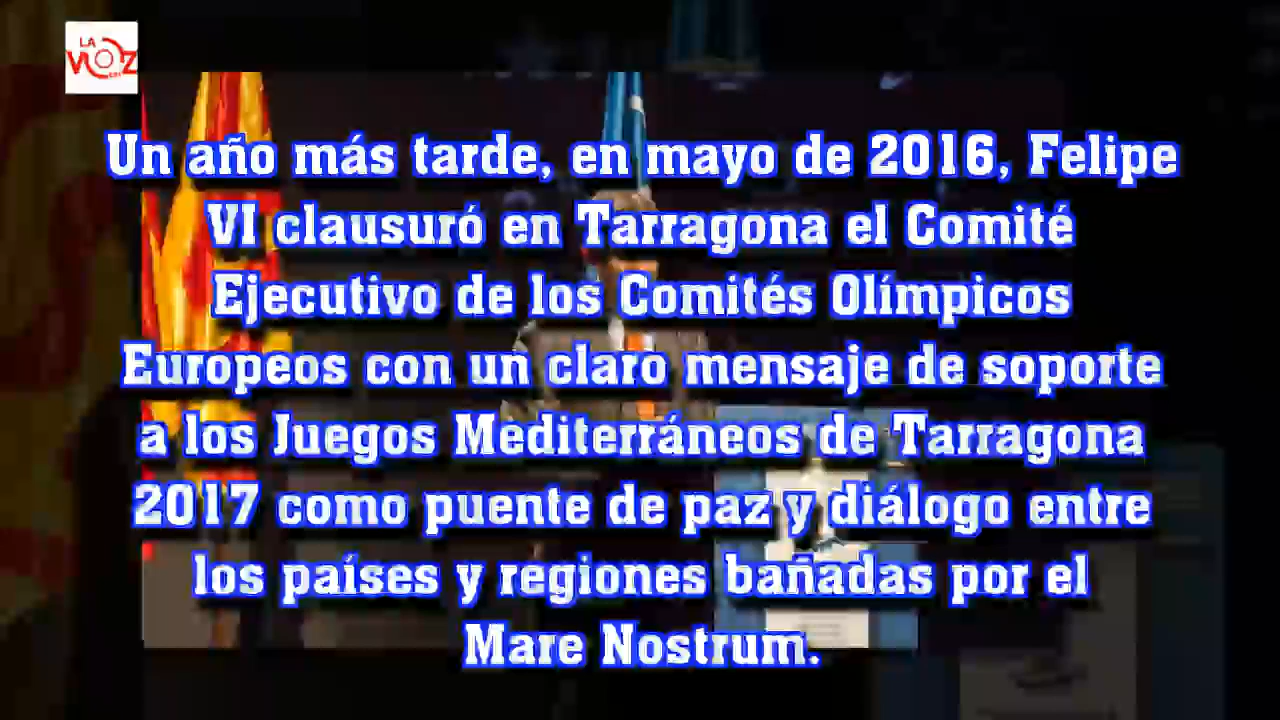 LA
VOZ
Un año más tarde, en mayo de 2016, Felipe
VI clausuró en Tarragona el Comité
Ejecutivo de los Comités Olímpicos
Europeos con un claro mensaje de soporte
a los Juegos Mediterráneos de Tarragona
2017 como puente de paz y diálogo entre
los países y regiones bañadas por el
Mare Nostrum.